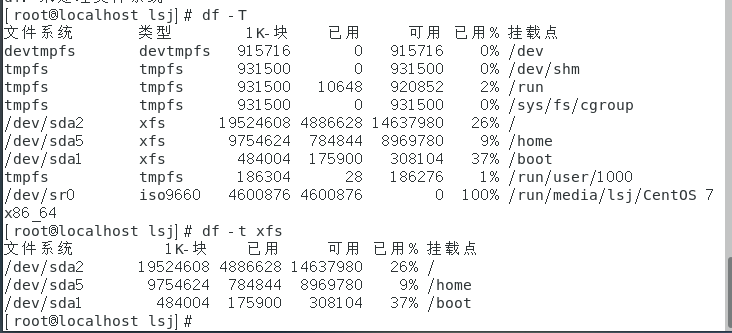 [root@localhost lsj]# df -T
文件系统 类型 1K-块 已用 可用 已用% 挂载点
devtmpfs devtmpfs 915716 0 915716 0% /dev
tmpfs tmpfs 931500 0 931500 0% /dev/shm
tmpfs tmpfs 931500 10648 920852 2% /run
tmpfs tmpfs 931500 0 931500 0% /sys/fs/cgroup
/dev/sda2 xfs 19524608 4886628 14637980 26% /
/dev/sda5 xfs 9754624 784844 8969780 9% /home
/dev/sda1 xfs 484004 175900 308104 37% /boot
tmpfs tmpfs 186304 28 186276 1% /run/user/1000
/dev/sr0 iso9660 4600876 4600876 0 100% /run/media/lsj/CentOS 7
x86_64
[root@localhost lsj]# df -t xfs
文件系统 1K-块 已用 可用 已用% 挂载点
/dev/sda2 19524608 4886628 14637980 26% /
/dev/sda5 9754624 784844 8969780 9% /home
/dev/sda1 484004 175900 308104 37% /boot
[root@localhost lsj]#